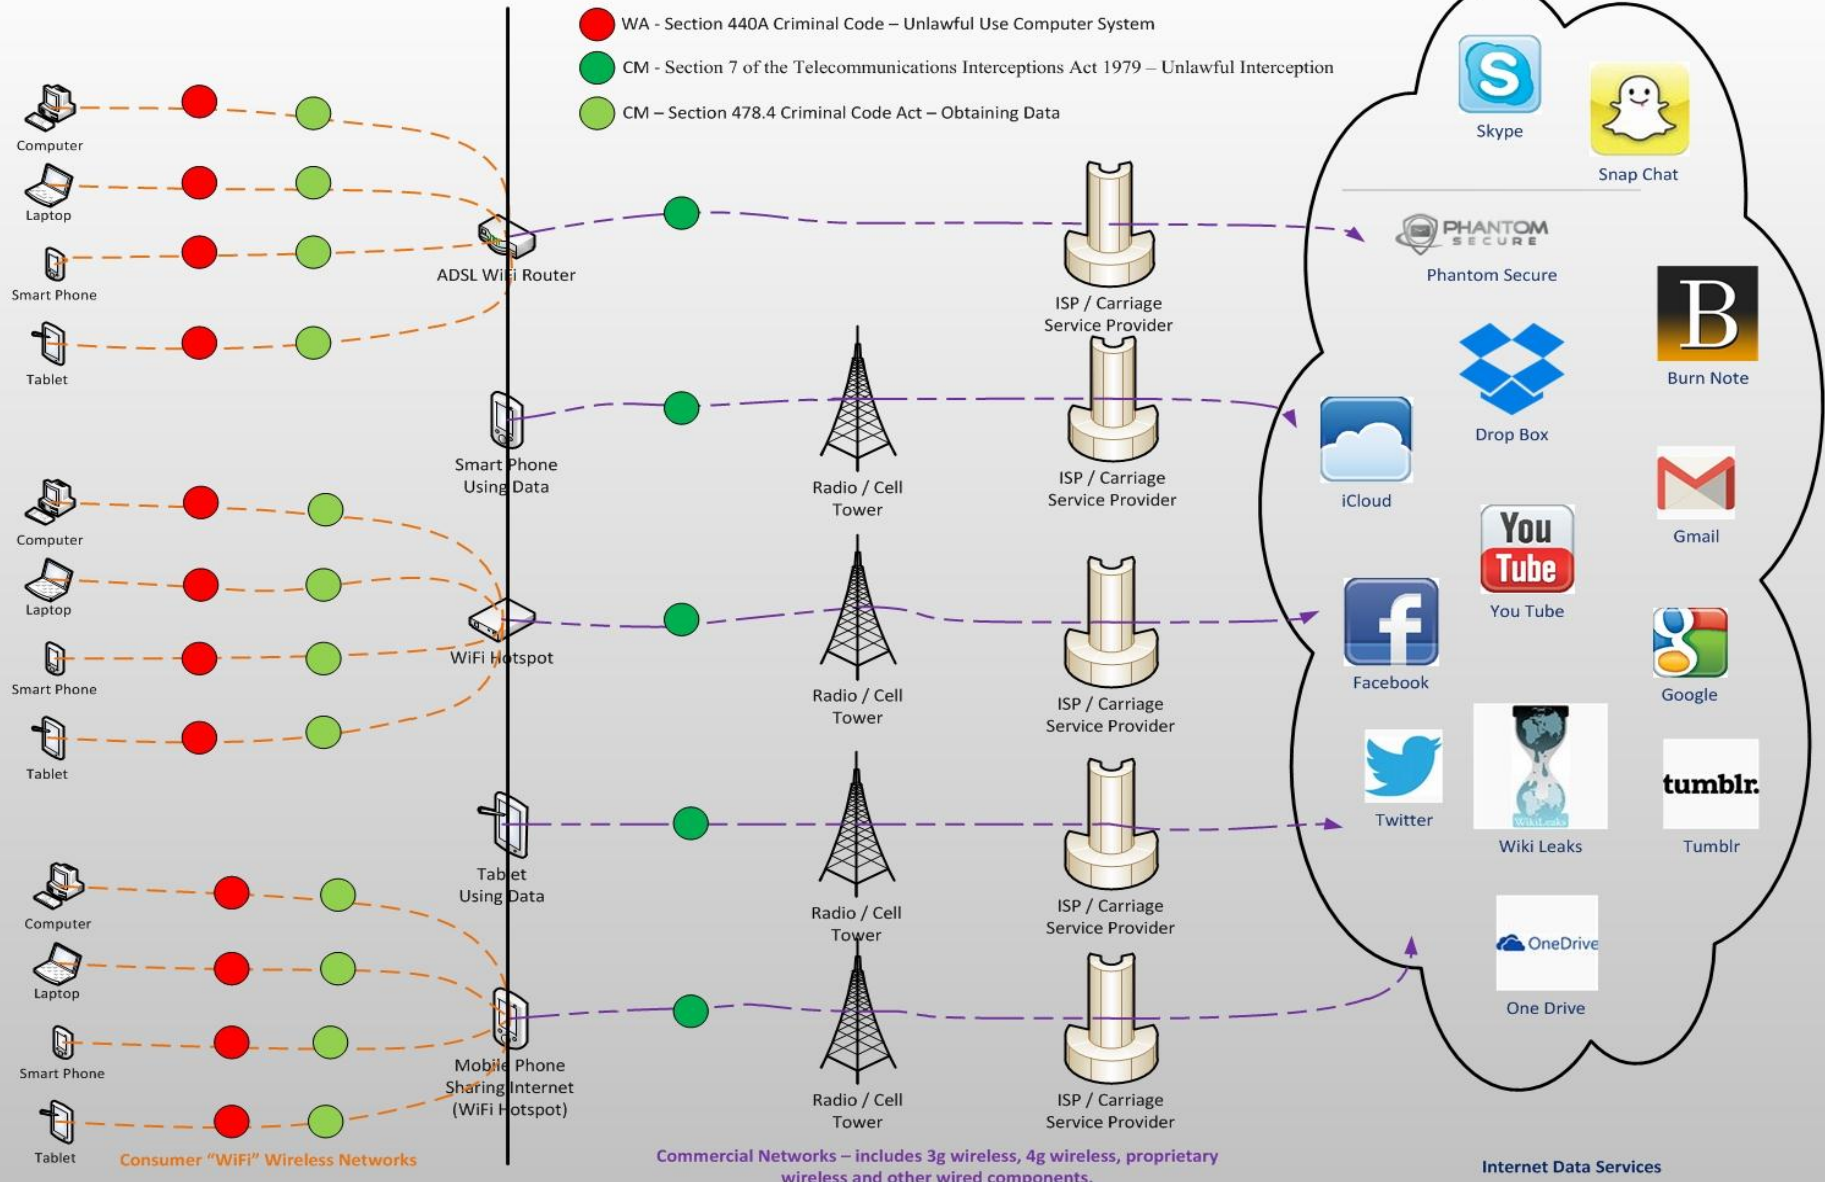 WA - Section 440A Criminal Code – Unlawful Use Computer System
CM - Section 7 of the Telecommunications Interceptions Act 1979 – Unlawful Interception
CM – Section 478.4 Criminal Code Act – Obtaining Data
Computer
Laptop
Smart Phone
Tablet
ADSL WiFi Router
ISP / Carriage
Service Provider
Smart Phone
Using Data
Radio / Cell
Tower
ISP / Carriage
Service Provider
Computer
Laptop
Smart Phone
Tablet
WiFi Hotspot
Radio / Cell
Tower
ISP / Carriage
Service Provider
Tablet
Using Data
Radio / Cell
Tower
ISP / Carriage
Service Provider
Computer
Laptop
Smart Phone
Tablet
Mobile Phone
Sharing Internet
(WiFi Hotspot)
Radio / Cell
Tower
ISP / Carriage
Service Provider
S
Skype
Snap Chat
PHANTOM
SECURE
Phantom Secure
B
Burn Note
Drop Box
iCloud
Gmail
You
Tube
You Tube
f
Facebook
g
Google
Twitter
WikiLeaks
Wiki Leaks
tumblr.
Tumblr
OneDrive
One Drive
Consumer “WiFi” Wireless Networks
Commercial Networks – includes 3g wireless, 4g wireless, proprietary
wireless and other wired components.
Internet Data Services